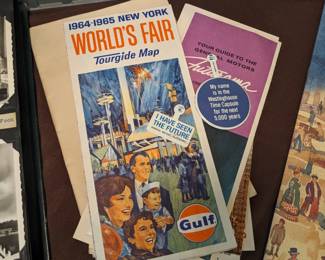 1964-1965 NEW YORK
WORLD'S FAIR
Tourgide Map
I HAVE SEEN
THE FUTURE
Gulf
YOUR GUIDE TO THE
GENERAL MOTORS
Futurama
My name is
in the
Westinghouse
Time Capsule
for the next
5,000 years